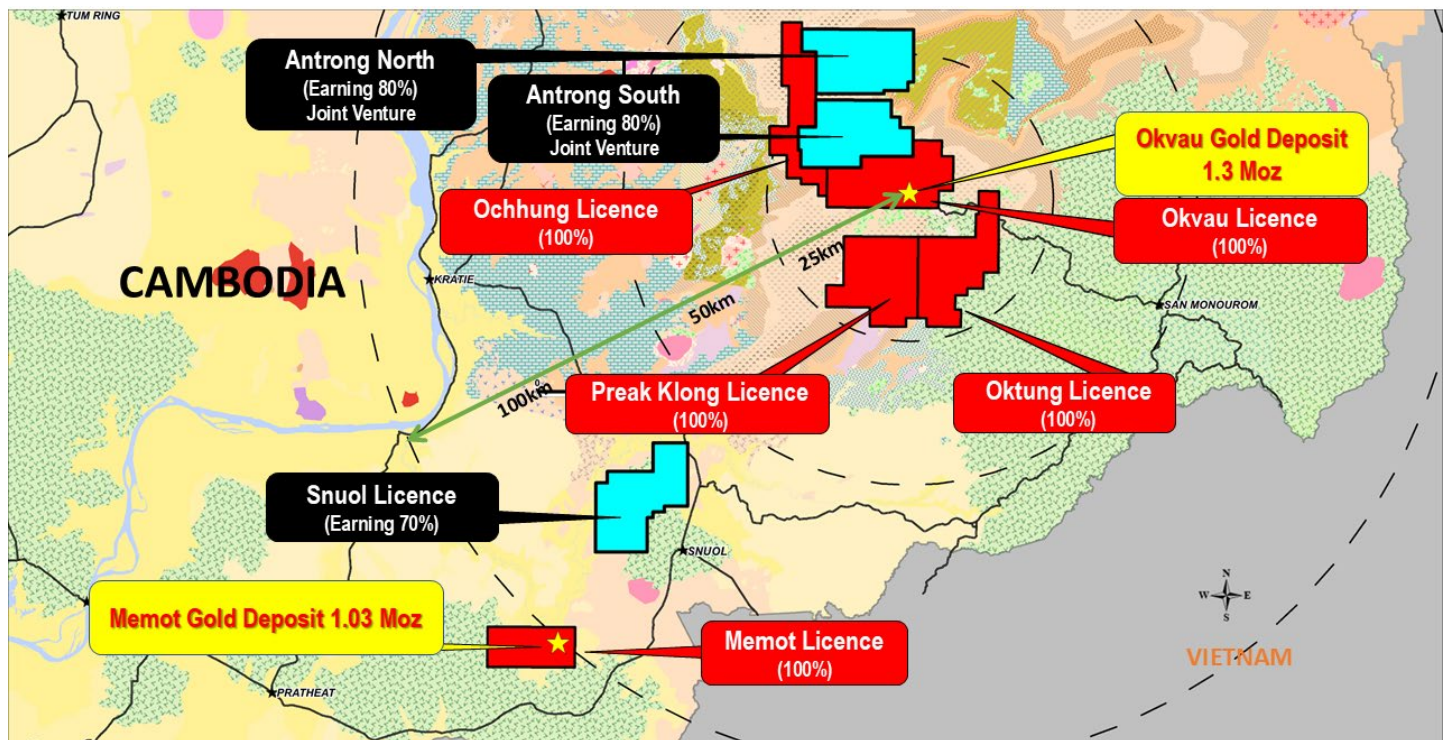 TUM RING
Antrong North
(Earning 80%)
Joint Venture
Antrong South
(Earning 80%)
Joint Venture
Okvau Gold Deposit
1.3 Moz
Ochhung Licence
(100%)
Okvau Licence
(100%)
CAMBODIA
KRATIE
25km
50km
100km
SAN MONOUROM
Preak Klong Licence
(100%)
Oktung Licence
(100%)
Snuol Licence
(Earning 70%)
SNUOL
Memot Gold Deposit 1.03 Moz
Memot Licence
(100%)
N
W E
S
VIETNAM
PRATHEAT